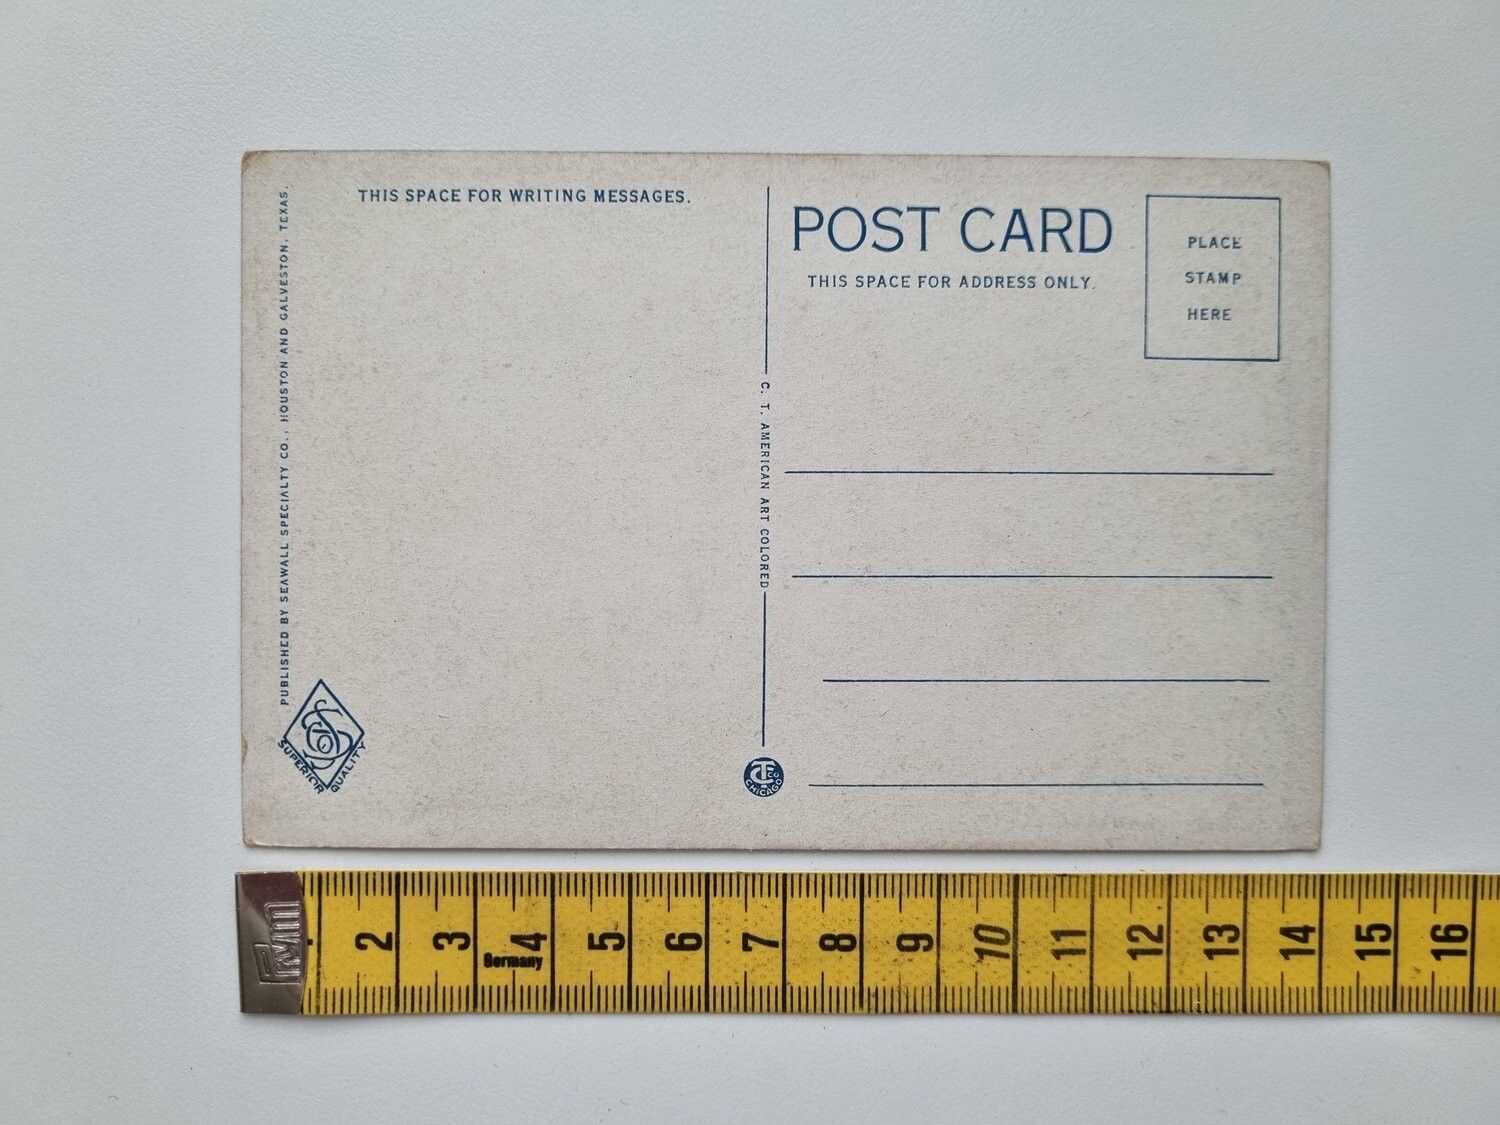 THIS SPACE FOR WRITING MESSAGES.
POST CARD
THIS SPACE FOR ADDRESS ONLY.
PLACE
STAMP
HERE
PUBLISHED BY SEAWALL SPECIALTY CO., HOUSTON AND GALVESTON, TEXAS.
C. T. AMERICAN ART COLORED
SUPERIOR QUALITY
CT CO
CHICAGO
2 3 4 5 6 7 8 9 10 11 12 13 14 15 16
Germany